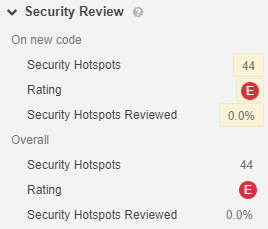 Security Review ?
On new code
Security Hotspots 44
Rating E
Security Hotspots Reviewed 0.0%
Overall
Security Hotspots 44
Rating E
Security Hotspots Reviewed 0.0%